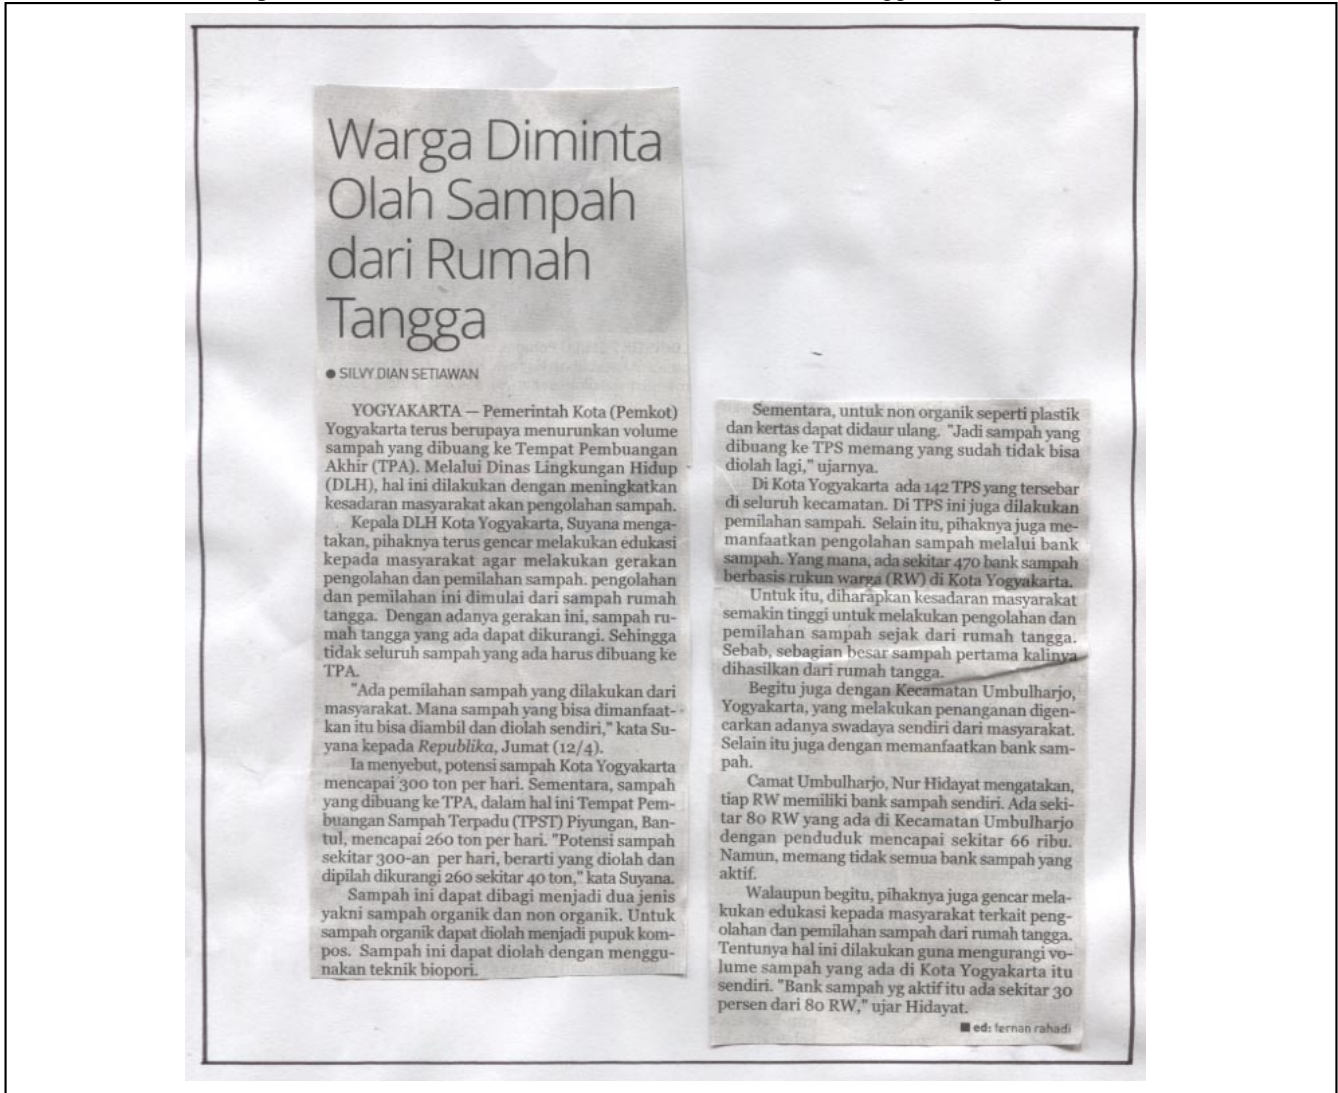 Warga Diminta
Olah Sampah
dari Rumah
Tangga
● SILVY DIAN SETIAWAN
YOGYAKARTA — Pemerintah Kota (Pemkot)
Yogyakarta terus berupaya menurunkan volume
sampah yang dibuang ke Tempat Pembuangan
Akhir (TPA). Melalui Dinas Lingkungan Hidup
(DLH), hal ini dilakukan dengan meningkatkan
kesadaran masyarakat akan pengolahan sampah.
Kepala DLH Kota Yogyakarta, Suyana menga-
takan, pihaknya terus gencar melakukan edukasi
kepada masyarakat agar melakukan gerakan
pengolahan dan pemilahan sampah. pengolahan
dan pemilahan ini dimulai dari sampah rumah
tangga. Dengan adanya gerakan ini, sampah ru-
mah tangga yang ada dapat dikurangi. Sehingga
tidak seluruh sampah yang ada harus dibuang ke
TPA.
"Ada pemilahan sampah yang dilakukan dari
masyarakat. Mana sampah yang bisa dimanfaat-
kan itu bisa diambil dan diolah sendiri," kata Su-
yana kepada Republika, Jumat (12/4).
Ia menyebut, potensi sampah Kota Yogyakarta
mencapai 300 ton per hari. Sementara, sampah
yang dibuang ke TPA, dalam hal ini Tempat Pem-
buangan Sampah Terpadu (TPST) Piyungan, Ban-
tul, mencapai 260 ton per hari. "Potensi sampah
sekitar 300-an per hari, berarti yang diolah dan
dipilah dikurangi 260 sekitar 40 ton," kata Suyana.
Sampah ini dapat dibagi menjadi dua jenis
yakni sampah organik dan non organik. Untuk
sampah organik dapat diolah menjadi pupuk kom-
pos. Sampah ini dapat diolah dengan menggu-
nakan teknik biopori.
Sementara, untuk non organik seperti plastik
dan kertas dapat didaur ulang. "Jadi sampah yang
dibuang ke TPS memang yang sudah tidak bisa
diolah lagi," ujarnya.
Di Kota Yogyakarta ada 142 TPS yang tersebar
di seluruh kecamatan. Di TPS ini juga dilakukan
pemilahan sampah. Selain itu, pihaknya juga me-
manfaatkan pengolahan sampah melalui bank
sampah. Yang mana, ada sekitar 470 bank sampah
berbasis rukun warga (RW) di Kota Yogyakarta.
Untuk itu, diharapkan kesadaran masyarakat
semakin tinggi untuk melakukan pengolahan dan
pemilahan sampah sejak dari rumah tangga.
Sebab, sebagian besar sampah pertama kalinya
dihasilkan dari rumah tangga.
Begitu juga dengan Kecamatan Umbulharjo,
Yogyakarta, yang melakukan penanganan digen-
carkan adanya swadaya sendiri dari masyarakat.
Selain itu juga dengan memanfaatkan bank sam-
pah.
Camat Umbulharjo, Nur Hidayat mengatakan,
tiap RW memiliki bank sampah sendiri. Ada seki-
tar 80 RW yang ada di Kecamatan Umbulharjo
dengan penduduk mencapai sekitar 66 ribu.
Namun, memang tidak semua bank sampah yang
aktif.
Walaupun begitu, pihaknya juga gencar mela-
kukan edukasi kepada masyarakat terkait peng-
olahan dan pemilahan sampah dari rumah tangga.
Tentunya hal ini dilakukan guna mengurangi vo-
lume sampah yang ada di Kota Yogyakarta itu
sendiri. "Bank sampah yg aktif itu ada sekitar 30
persen dari 80 RW," ujar Hidayat.
■ ed: fernan rahadi